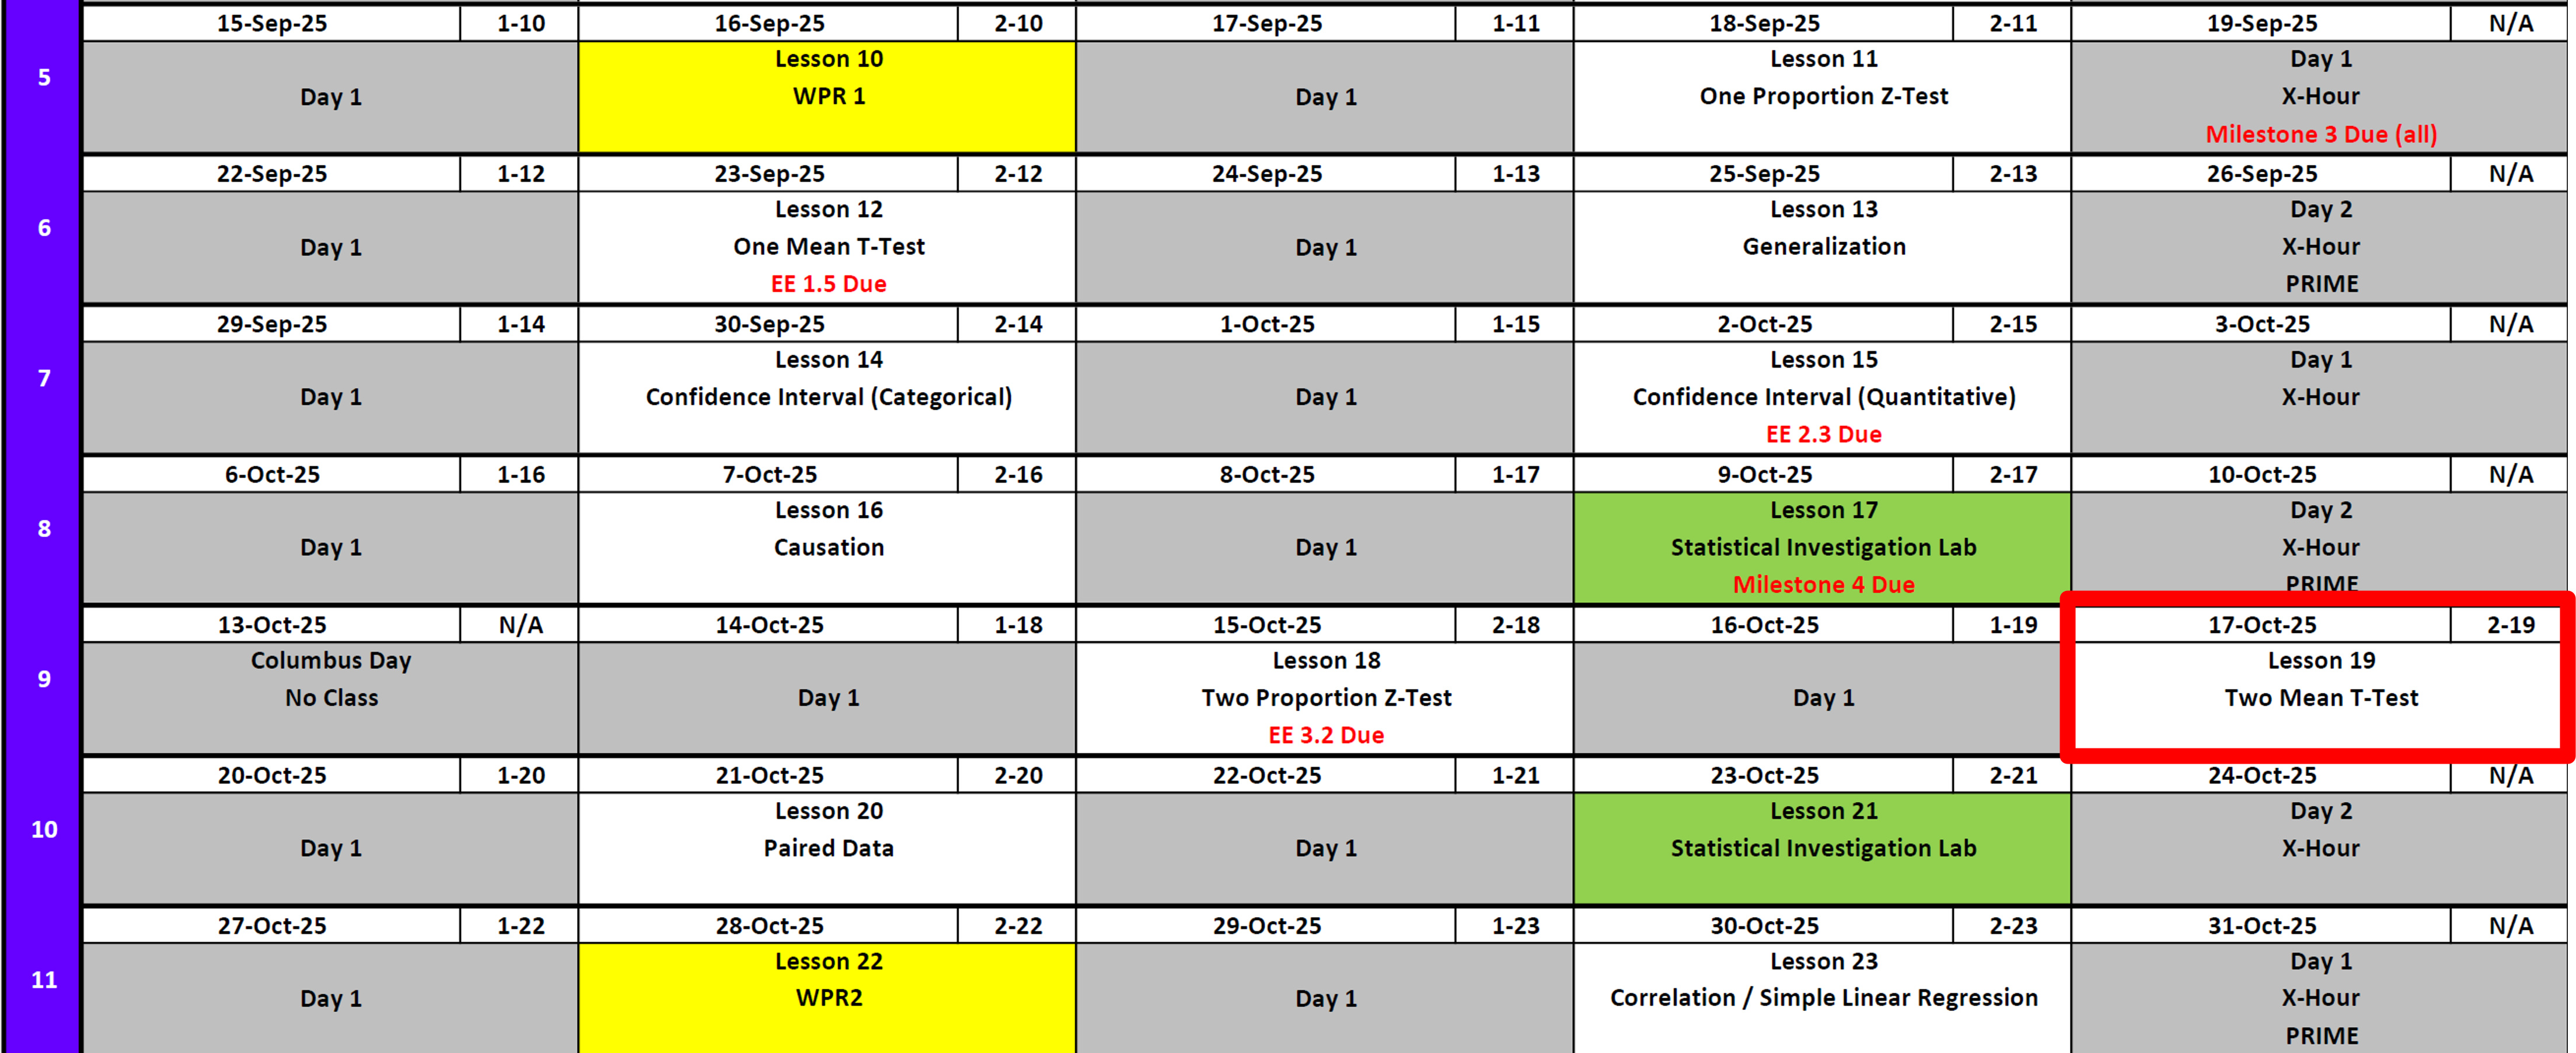 15-Sep-25 1-10 16-Sep-25 2-10 17-Sep-25 1-11 18-Sep-25 2-11 19-Sep-25 N/A
5
Day 1
Lesson 10
WPR 1
Day 1
Lesson 11
One Proportion Z-Test
Day 1
X-Hour
Milestone 3 Due (all)
22-Sep-25 1-12 23-Sep-25 2-12 24-Sep-25 1-13 25-Sep-25 2-13 26-Sep-25 N/A
6
Day 1
Lesson 12
One Mean T-Test
EE 1.5 Due
Day 1
Lesson 13
Generalization
Day 2
X-Hour
PRIME
29-Sep-25 1-14 30-Sep-25 2-14 1-Oct-25 1-15 2-Oct-25 2-15 3-Oct-25 N/A
7
Day 1
Lesson 14
Confidence Interval (Categorical)
Day 1
Lesson 15
Confidence Interval (Quantitative)
EE 2.3 Due
Day 1
X-Hour
6-Oct-25 1-16 7-Oct-25 2-16 8-Oct-25 1-17 9-Oct-25 2-17 10-Oct-25 N/A
8
Day 1
Lesson 16
Causation
Day 1
Lesson 17
Statistical Investigation Lab
Milestone 4 Due
Day 2
X-Hour
PRIME
13-Oct-25 N/A 14-Oct-25 1-18 15-Oct-25 2-18 16-Oct-25 1-19 17-Oct-25 2-19
9
Columbus Day
No Class
Day 1
Lesson 18
Two Proportion Z-Test
EE 3.2 Due
Day 1
Lesson 19
Two Mean T-Test
20-Oct-25 1-20 21-Oct-25 2-20 22-Oct-25 1-21 23-Oct-25 2-21 24-Oct-25 N/A
10
Day 1
Lesson 20
Paired Data
Day 1
Lesson 21
Statistical Investigation Lab
Day 2
X-Hour
27-Oct-25 1-22 28-Oct-25 2-22 29-Oct-25 1-23 30-Oct-25 2-23 31-Oct-25 N/A
11
Day 1
Lesson 22
WPR2
Day 1
Lesson 23
Correlation / Simple Linear Regression
Day 1
X-Hour
PRIME